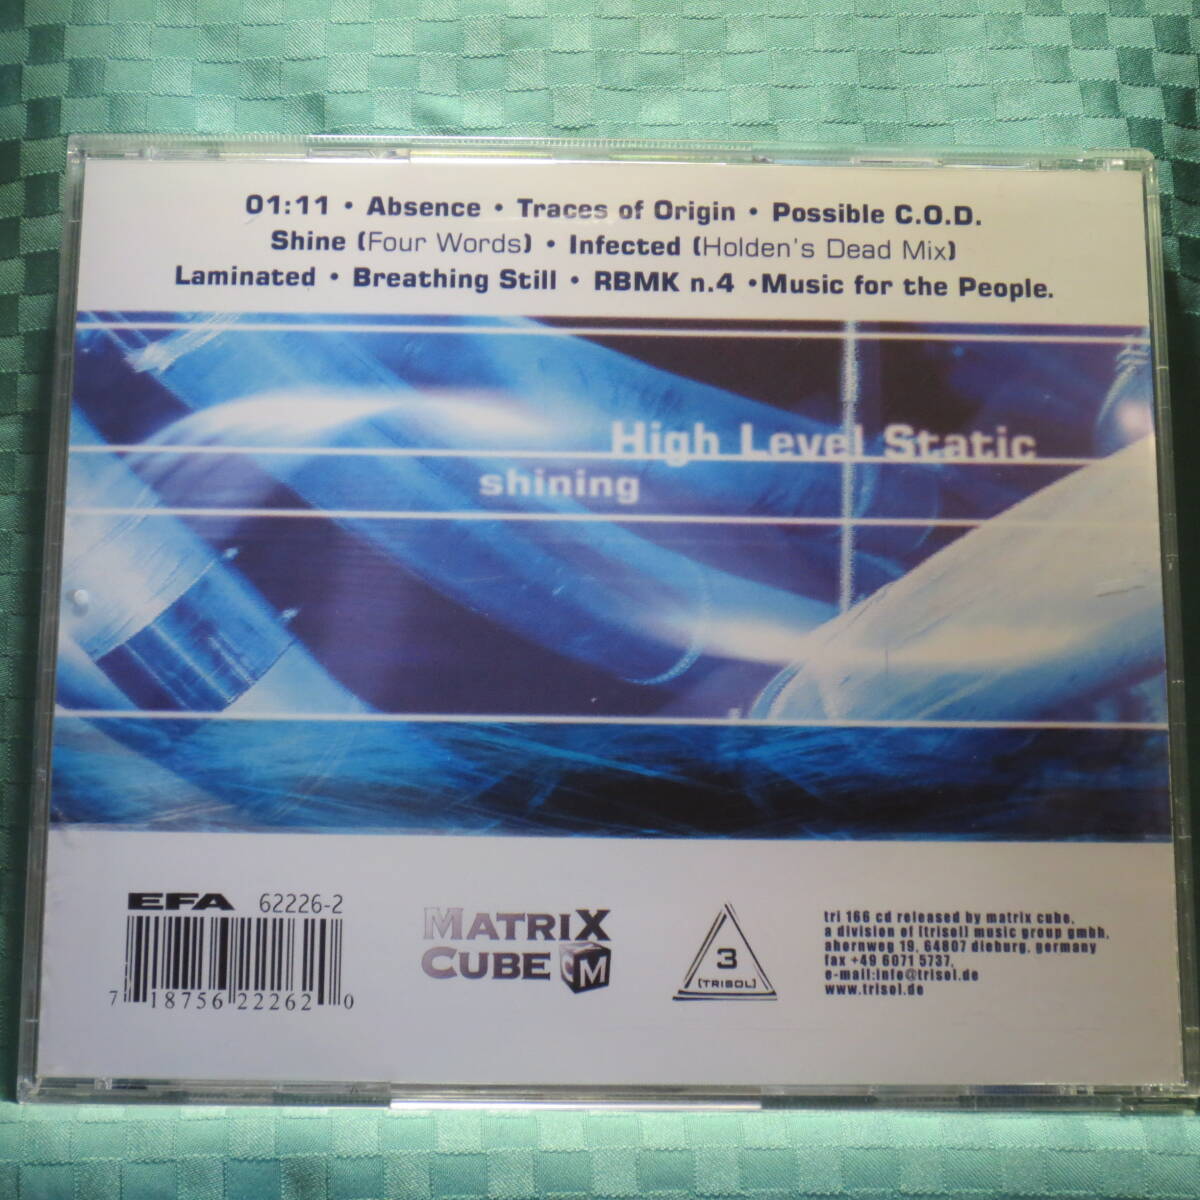 01:11 • Absence • Traces of Origin • Possible C.O.D.
Shine (Four Words) • Infected (Holden's Dead Mix)
Laminated • Breathing Still • RBMK n.4 • Music for the People.
High Level Static
shining
EFA 62226-2
7 18756 22262 0
MATRIX
CUBE CM
3
[TRISOL]
tri 166 cd released by matrix cube,
a division of [trisol] music group gmbh,
ahornweg 19, 64807 dieburg, germany
fax +49 6071 5737,
e-mail:info@trisol.de
www.trisol.de